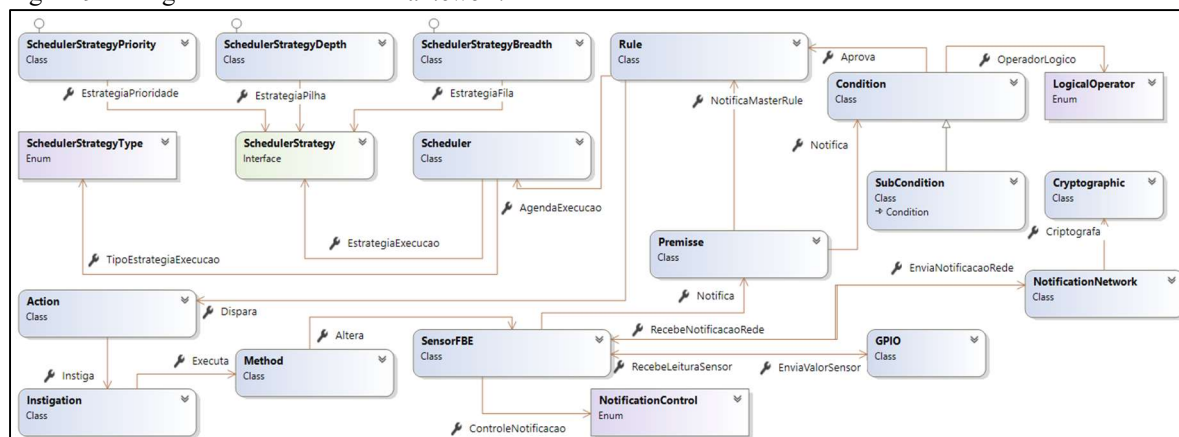 SchedulerStrategyPriority
Class
SchedulerStrategyDepth
Class
SchedulerStrategyBreadth
Class
Rule
Class
Aprova
OperadorLogico
Condition
Class
LogicalOperator
Enum
EstrategiaPrioridade
EstrategiaPilha
EstrategiaFila
NotificaMasterRule
SchedulerStrategyType
Enum
SchedulerStrategy
Interface
Scheduler
Class
Notifica
SubCondition
Class
Condition
Cryptographic
Class
AgendaExecucao
EstrategiaExecucao
TipoEstrategiaExecucao
Premisse
Class
Criptografa
EnviaNotificacaoRede
NotificationNetwork
Class
Action
Class
Dispara
Notifica
Altera
SensorFBE
Class
RecebeNotificacaoRede
GPIO
Class
Executa
Method
Class
RecebeLeituraSensor
EnviaValorSensor
Instiga
Instigation
Class
NotificationControl
Enum
ControleNotificacao